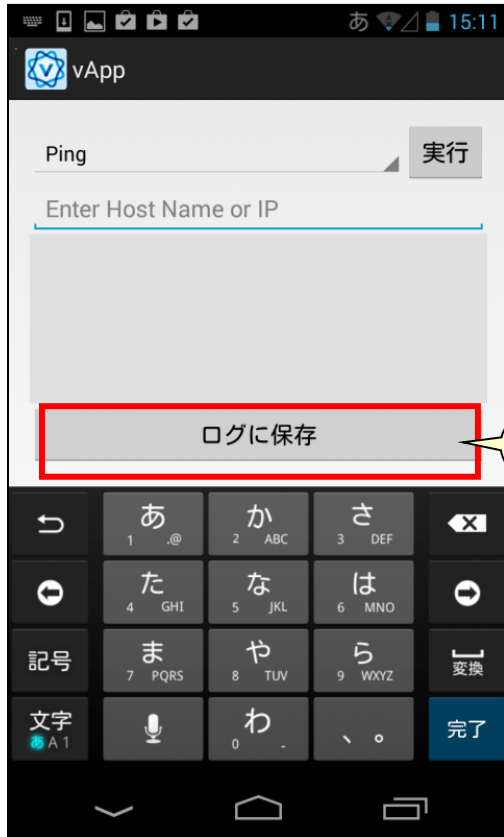 あ 15:11
vApp
Ping 実行
Enter Host Name or IP
ログに保存
あ か さ
1 .@ 2 ABC 3 DEF
た な は
4 GHI 5 JKL 6 MNO
記号 ま や ら 変換
7 PQRS 8 TUV 9 WXYZ
文字 わ 、。 完了
あA1 0 -